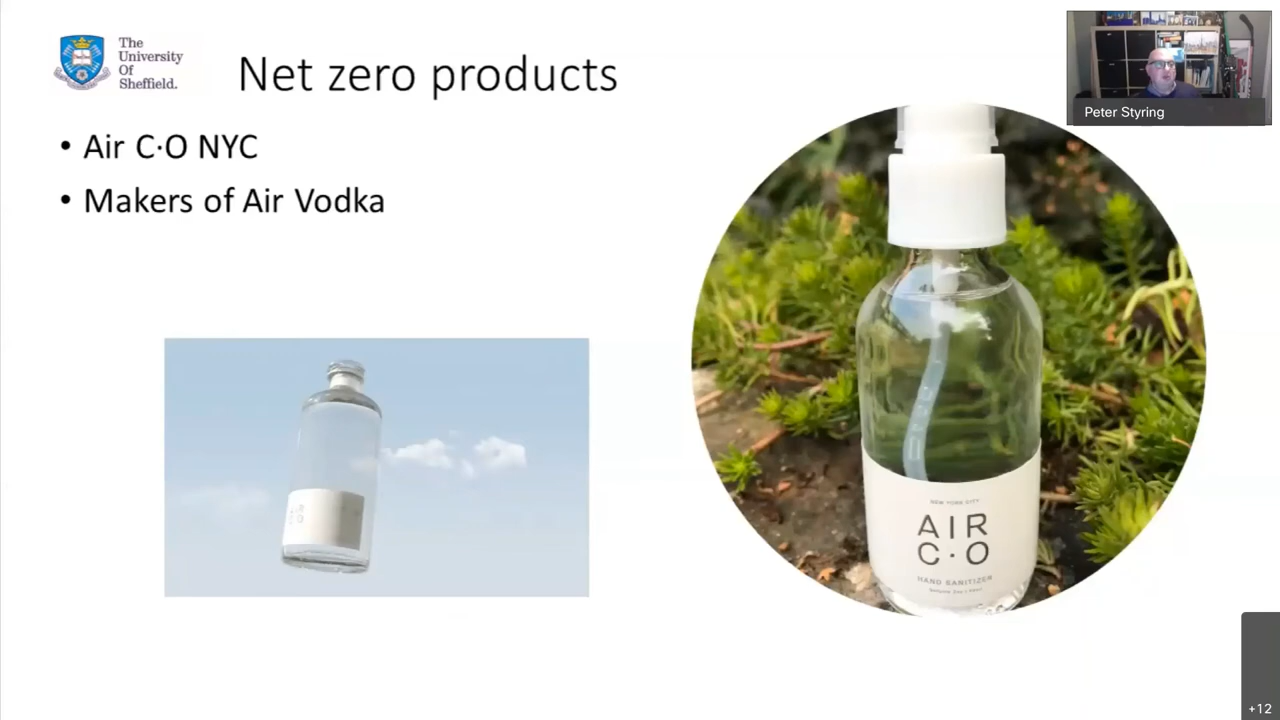 The
University
Of
Sheffield.
Net zero products
• Air C·O NYC
• Makers of Air Vodka
Peter Styring
NEW YORK CITY
AIR
C·O
HAND SANITIZER
+12